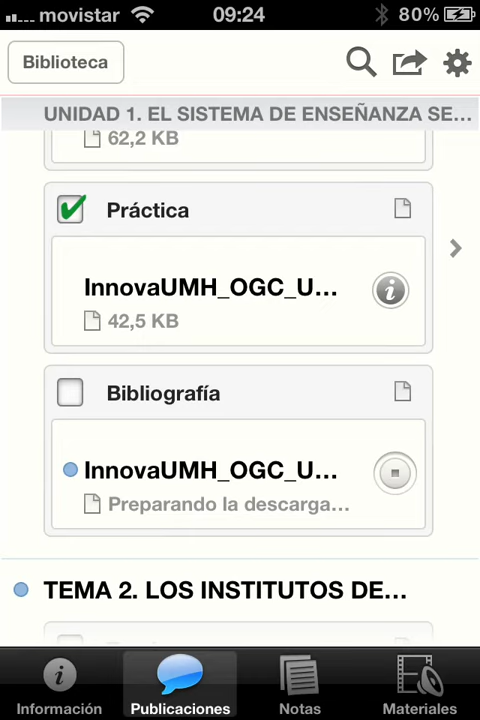 movistar 09:24 80%
Biblioteca
UNIDAD 1. EL SISTEMA DE ENSEÑANZA SE...
62,2 KB
Práctica
InnovaUMH_OGC_U...
42,5 KB
Bibliografía
InnovaUMH_OGC_U...
Preparando la descarga...
TEMA 2. LOS INSTITUTOS DE...
Información Publicaciones Notas Materiales